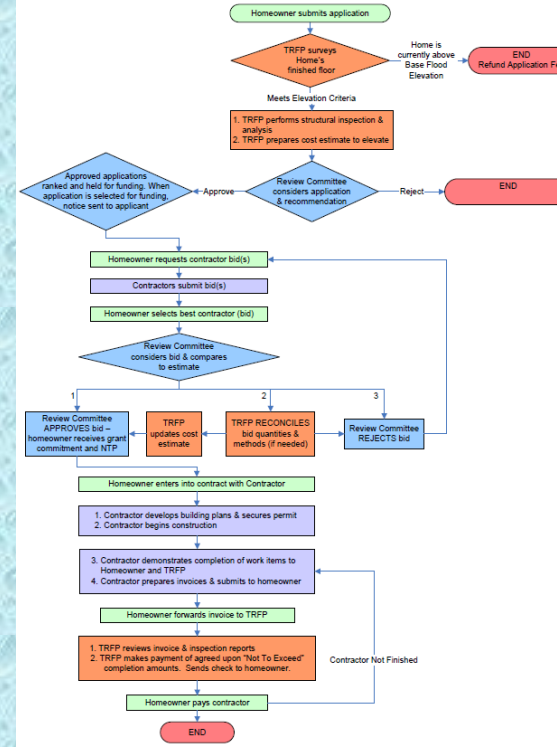 Homeowner submits application
TRFP surveys
Home's
finished floor
Home is
currently above
Base Flood
Elevation
END
Refund Application
Meets Elevation Criteria
1. TRFP performs structural inspection &
analysis
2. TRFP prepares cost estimate to elevate
Approved applications
ranked and held for funding. When
application is selected for funding,
notice sent to applicant
Approve
Review Committee
considers application
& recommendation
Reject
END
Homeowner requests contractor bid(s)
Contractors submit bid(s)
Homeowner selects best contractor (bid)
Review Committee
considers bid & compares
to estimate
1
2
3
Review Committee
APPROVES bid –
homeowner receives grant
commitment and NTP
TRFP
updates cost
estimate
TRFP RECONCILES
bid quantities &
methods (if needed)
Review Committee
REJECTS bid
Homeowner enters into contract with Contractor
1. Contractor develops building plans & secures permit
2. Contractor begins construction
3. Contractor demonstrates completion of work items to
Homeowner and TRFP
4. Contractor prepares invoices & submits to homeowner
Homeowner forwards invoice to TRFP
1. TRFP reviews invoice & inspection reports
2. TRFP makes payment of agreed upon "Not To Exceed"
completion amounts. Sends check to homeowner.
Contractor Not Finished
Homeowner pays contractor
END